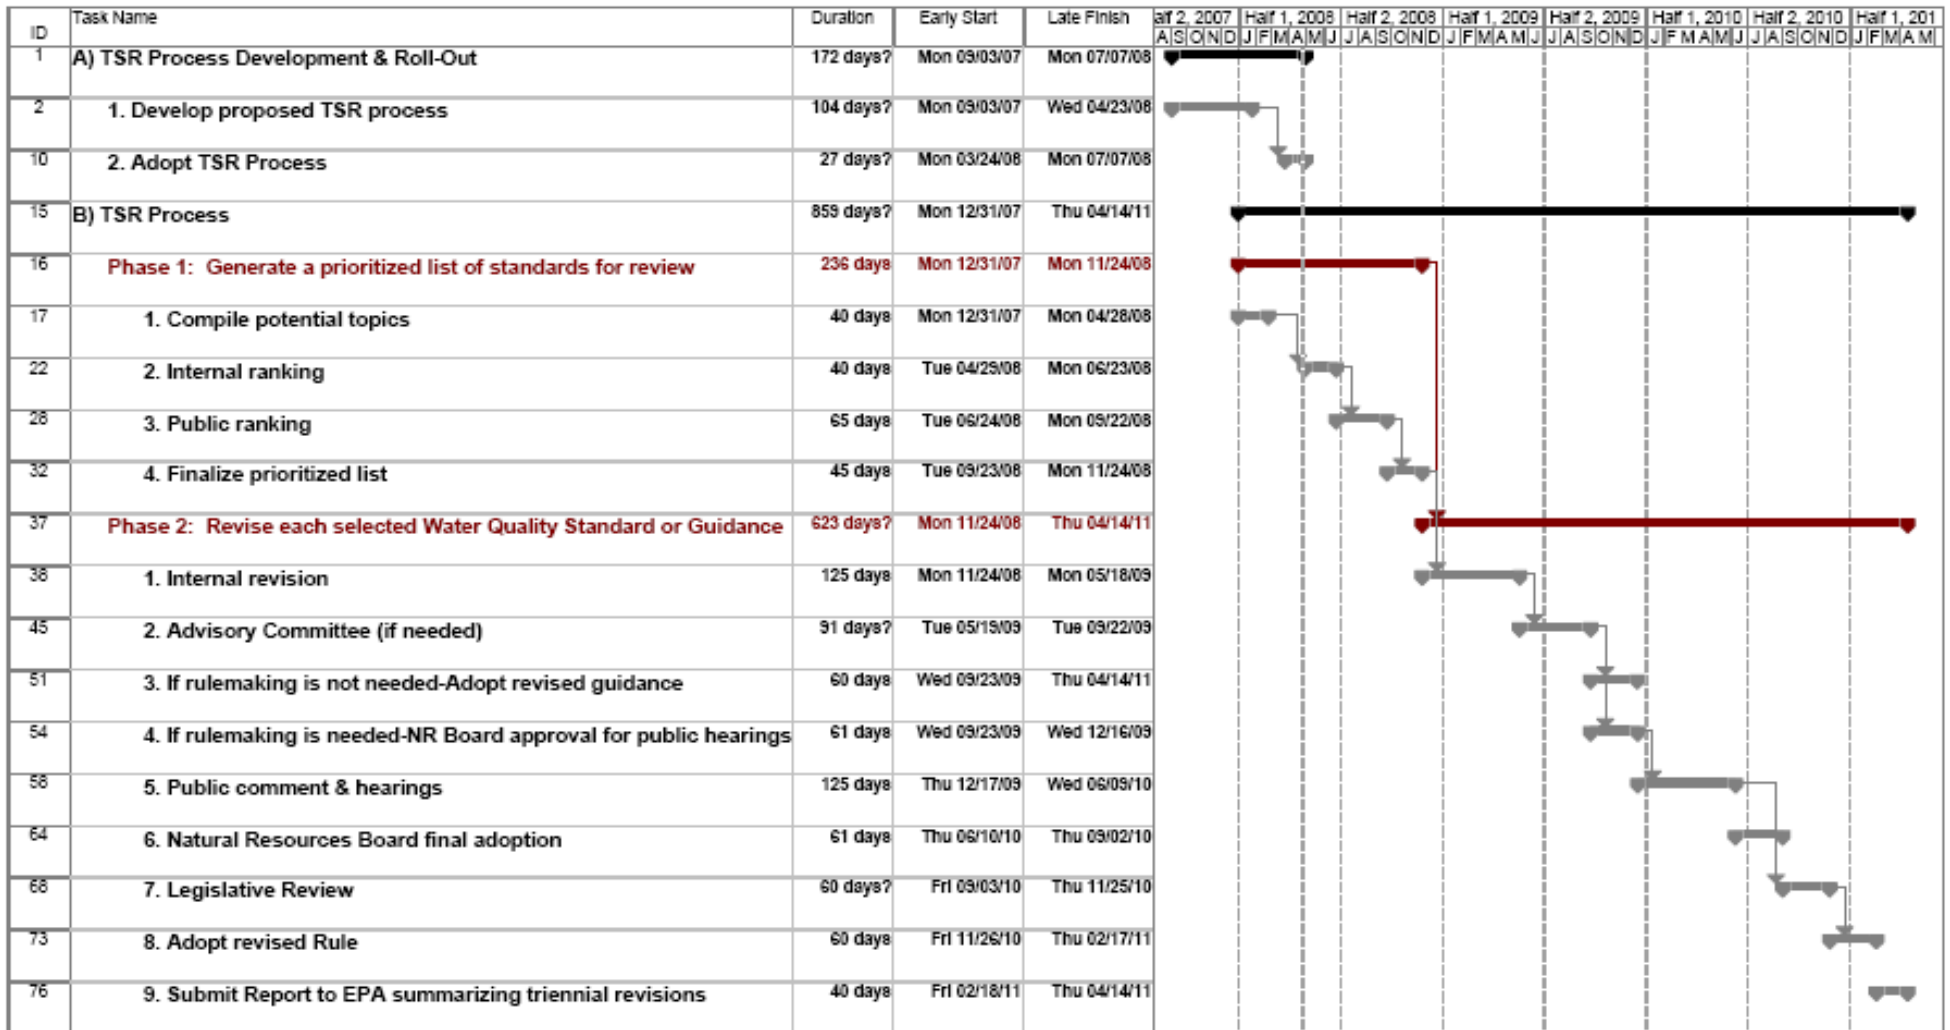 ID Task Name Duration Early Start Late Finish alf 2, 2007 Half 1, 2008 Half 2, 2008 Half 1, 2009 Half 2, 2009 Half 1, 2010 Half 2, 2010 Half 1, 201
A S O N D J F M A M J J A S O N D J F M A M J J A S O N D J F M A M J J A S O N D J F M A M
1 A) TSR Process Development & Roll-Out 172 days? Mon 09/03/07 Mon 07/07/08
2 1. Develop proposed TSR process 104 days? Mon 09/03/07 Wed 04/23/08
10 2. Adopt TSR Process 27 days? Mon 03/24/08 Mon 07/07/08
15 B) TSR Process 859 days? Mon 12/31/07 Thu 04/14/11
16 Phase 1: Generate a prioritized list of standards for review 236 days Mon 12/31/07 Mon 11/24/08
17 1. Compile potential topics 40 days Mon 12/31/07 Mon 04/28/08
22 2. Internal ranking 40 days Tue 04/29/08 Mon 06/23/08
28 3. Public ranking 65 days Tue 06/24/08 Mon 09/22/08
32 4. Finalize prioritized list 45 days Tue 09/23/08 Mon 11/24/08
37 Phase 2: Revise each selected Water Quality Standard or Guidance 623 days? Mon 11/24/08 Thu 04/14/11
38 1. Internal revision 125 days Mon 11/24/08 Mon 05/18/09
45 2. Advisory Committee (if needed) 91 days? Tue 05/19/09 Tue 09/22/09
51 3. If rulemaking is not needed-Adopt revised guidance 60 days Wed 09/23/09 Thu 04/14/11
54 4. If rulemaking is needed-NR Board approval for public hearings 61 days Wed 09/23/09 Wed 12/16/09
58 5. Public comment & hearings 125 days Thu 12/17/09 Wed 06/09/10
64 6. Natural Resources Board final adoption 61 days Thu 06/10/10 Thu 09/02/10
68 7. Legislative Review 60 days? Fri 09/03/10 Thu 11/25/10
73 8. Adopt revised Rule 60 days Fri 11/26/10 Thu 02/17/11
76 9. Submit Report to EPA summarizing triennial revisions 40 days Fri 02/18/11 Thu 04/14/11